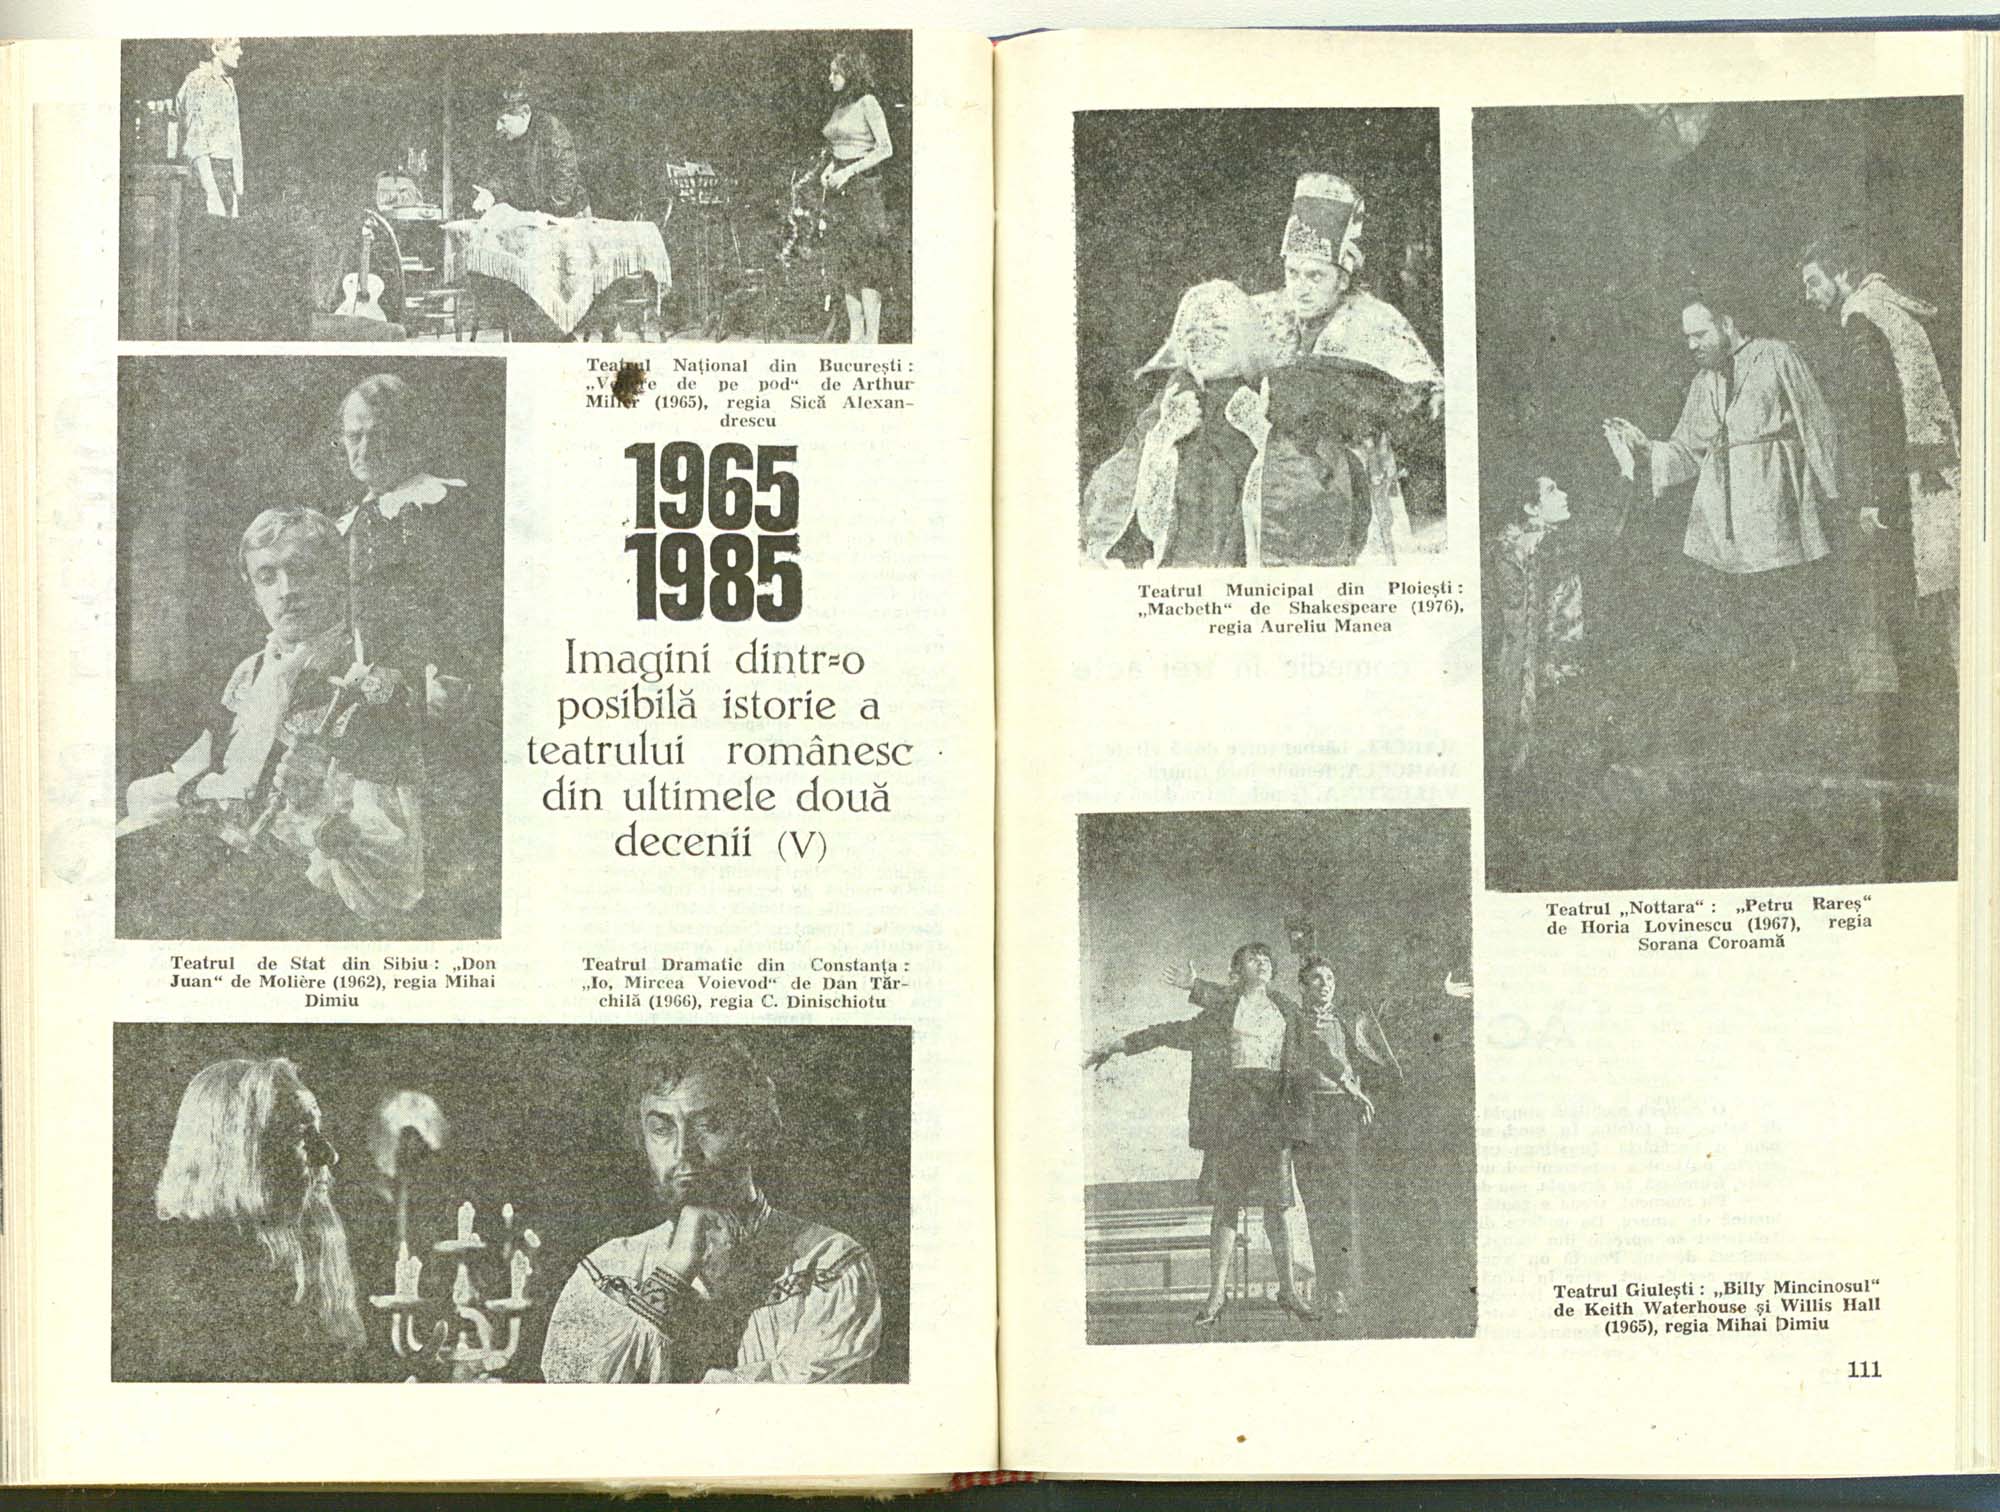 Teatrul Național din București :
„Vedere de pe pod“ de Arthur
Miller (1965), regia Sică Alexan-
drescu
1965
1985
Imagini dintr-o
posibilă istorie a
teatrului românesc
din ultimele două
decenii (V)
Teatrul de Stat din Sibiu : „Don
Juan“ de Molière (1962), regia Mihai
Dimiu
Teatrul Dramatic din Constanța :
„Io, Mircea Voievod“ de Dan Tăr-
chilă (1966), regia C. Dinischiotu
Teatrul Municipal din Ploiești :
„Macbeth“ de Shakespeare (1976),
regia Aureliu Manea
Teatrul „Nottara“ : „Petru Rareș“
de Horia Lovinescu (1967), regia
Sorana Coroamă
Teatrul Giulești : „Billy Mincinosul“
de Keith Waterhouse și Willis Hall
(1965), regia Mihai Dimiu
111